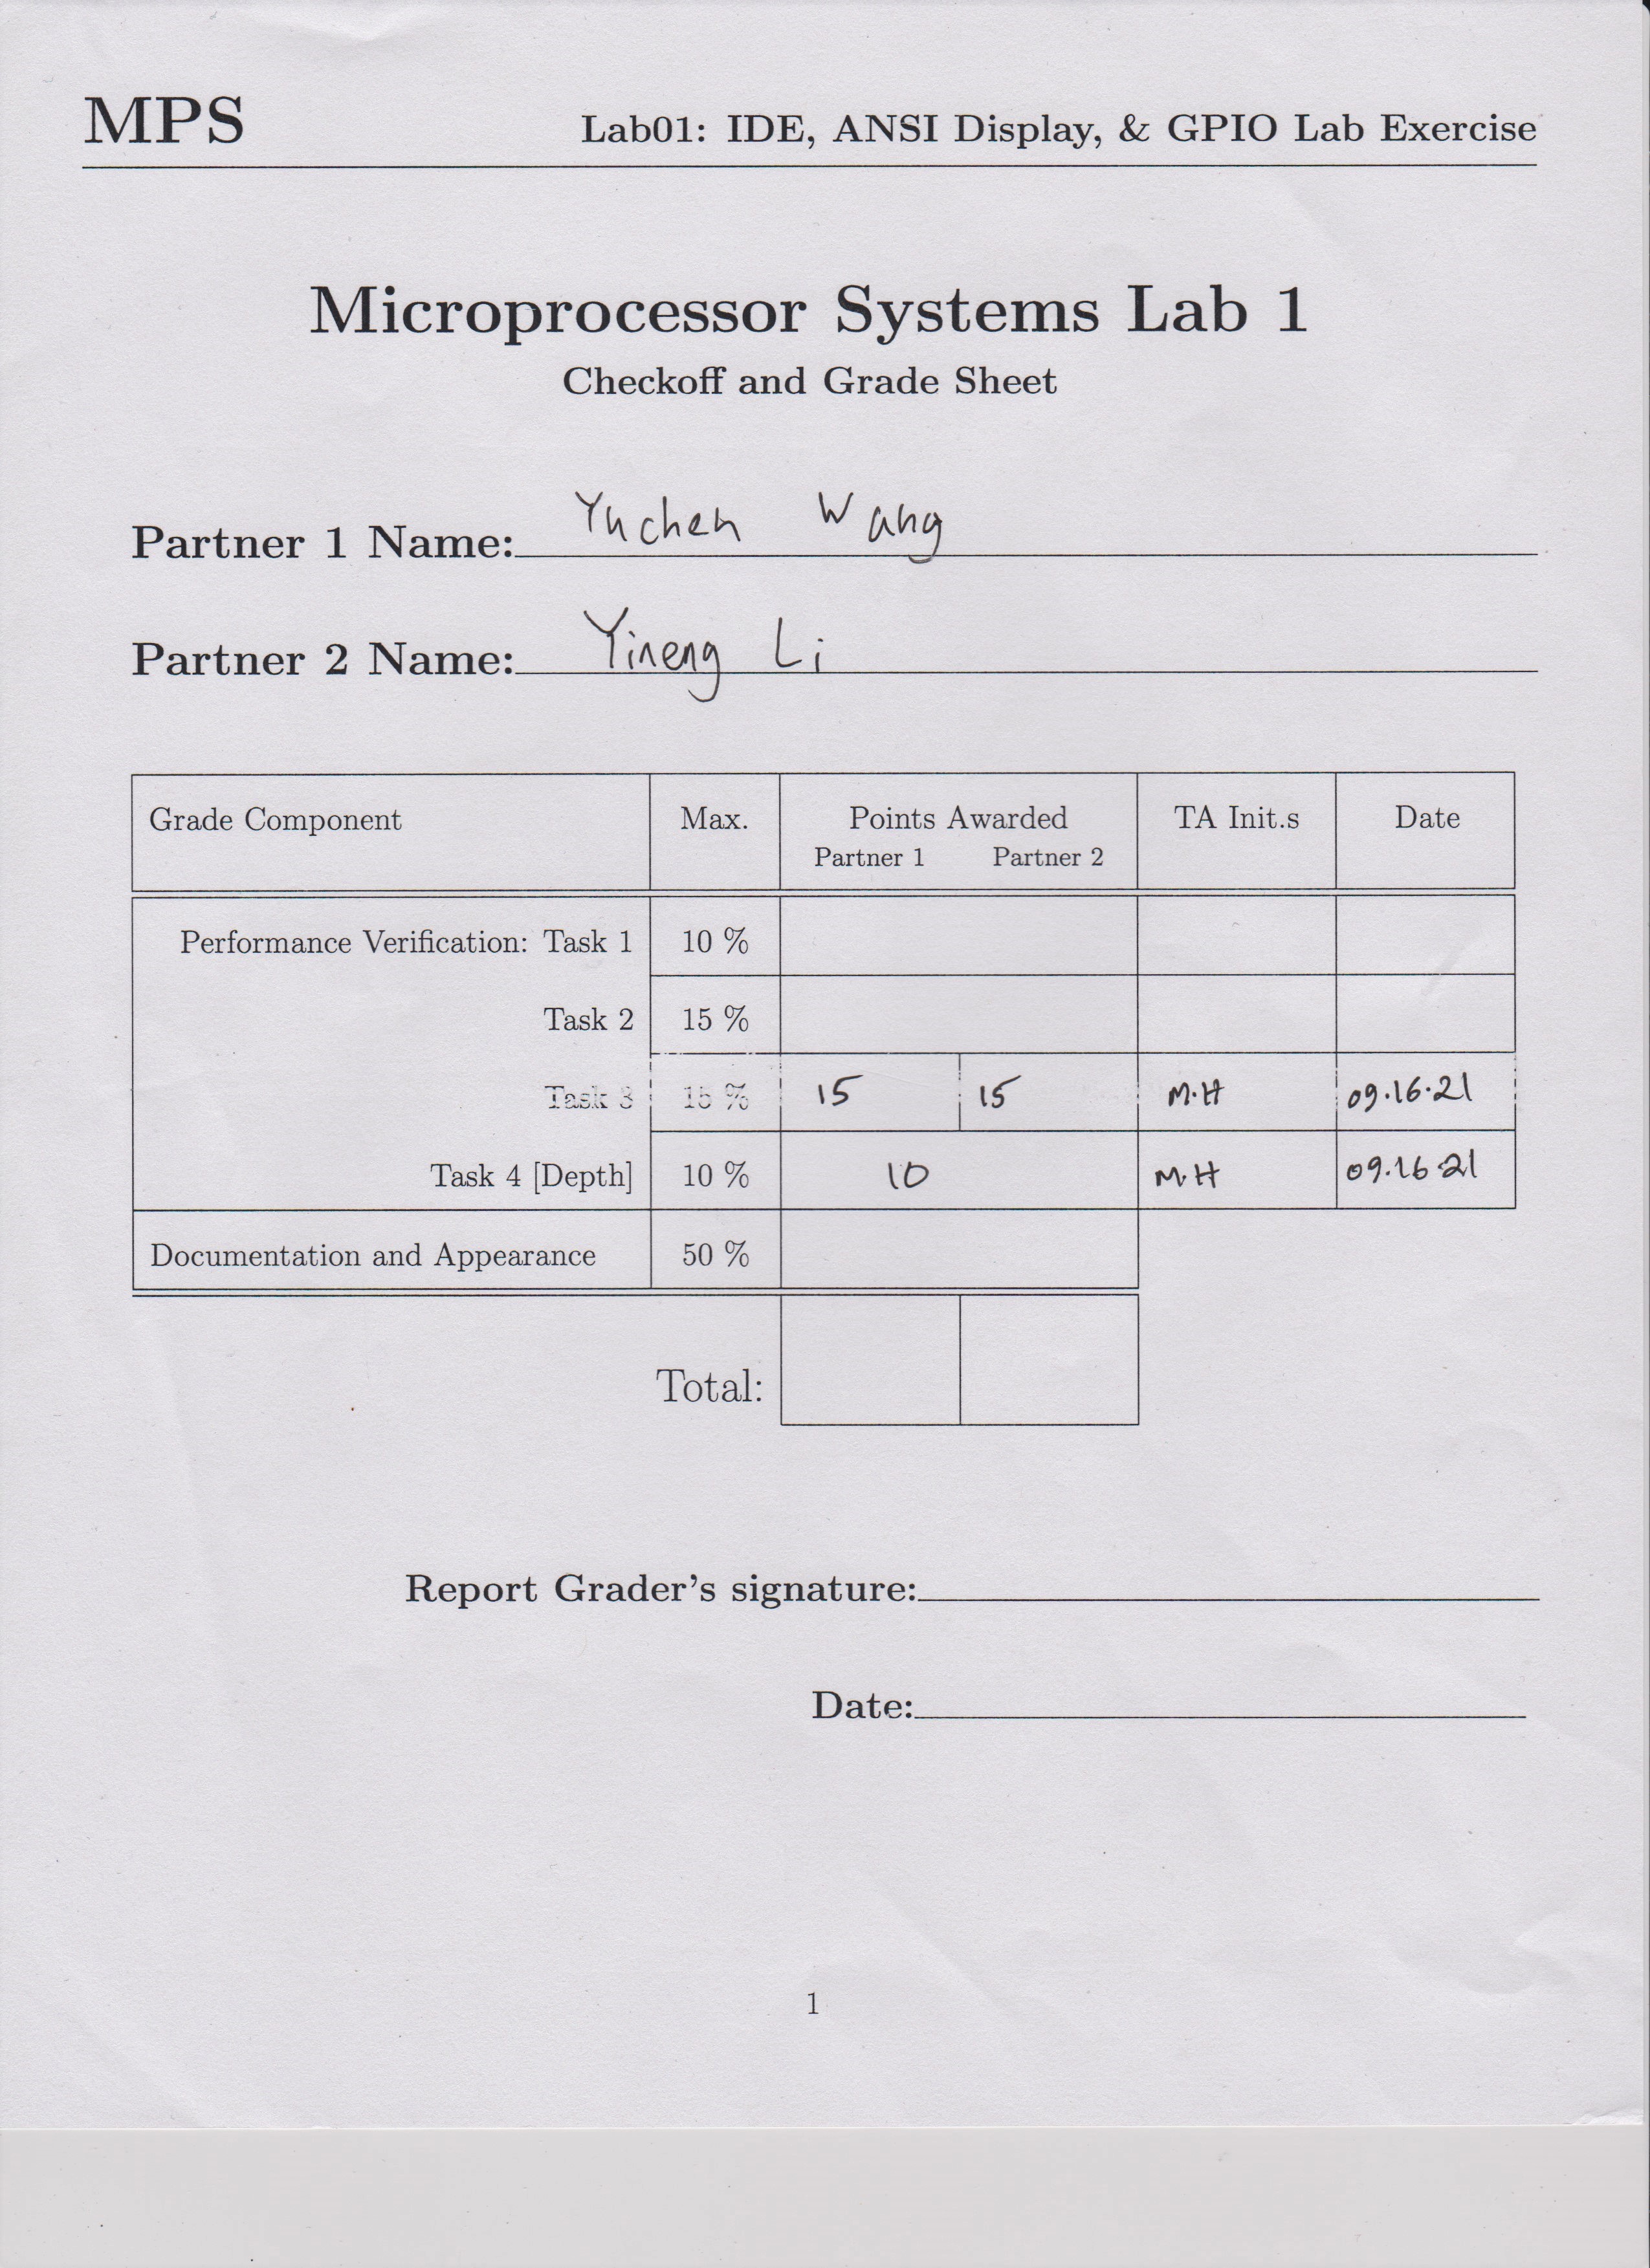 MPS Lab01: IDE, ANSI Display, & GPIO Lab Exercise
Microprocessor Systems Lab 1
Checkoff and Grade Sheet
Partner 1 Name: Yuchen Wang
Partner 2 Name: Yineng Li
Grade Component Max. Points Awarded TA Init.s Date
Partner 1 Partner 2
Performance Verification: Task 1 10 %
Task 2 15 %
Task 3 15 % 15 15 M.H 09.16.21
Task 4 [Depth] 10 % 10 M.H 09.16.21
Documentation and Appearance 50 %
Total:
Report Grader's signature:
Date:
1